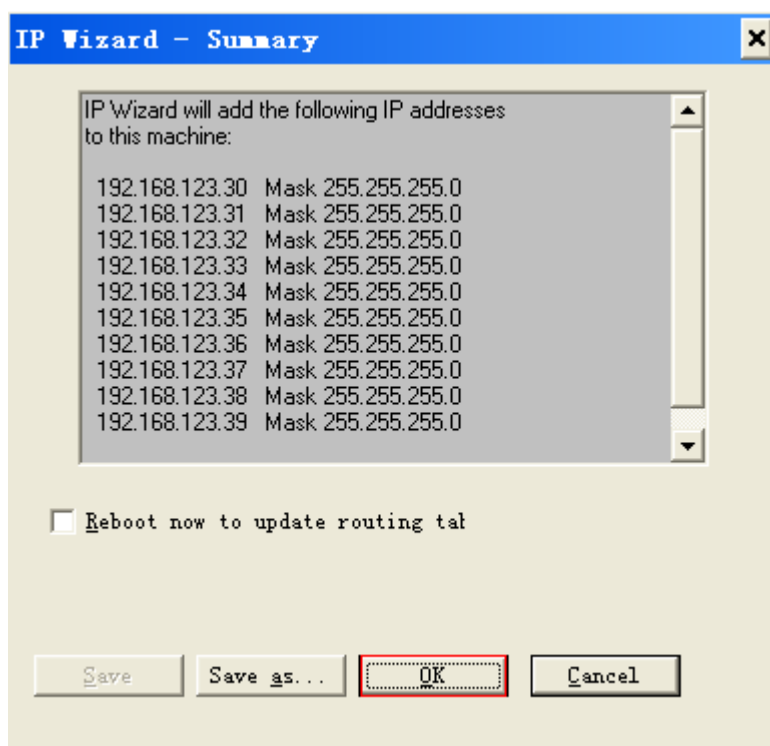 IP Wizard - Summary
IP Wizard will add the following IP addresses
to this machine:
192.168.123.30 Mask 255.255.255.0
192.168.123.31 Mask 255.255.255.0
192.168.123.32 Mask 255.255.255.0
192.168.123.33 Mask 255.255.255.0
192.168.123.34 Mask 255.255.255.0
192.168.123.35 Mask 255.255.255.0
192.168.123.36 Mask 255.255.255.0
192.168.123.37 Mask 255.255.255.0
192.168.123.38 Mask 255.255.255.0
192.168.123.39 Mask 255.255.255.0
Reboot now to update routing tab
Save Save as... OK Cancel